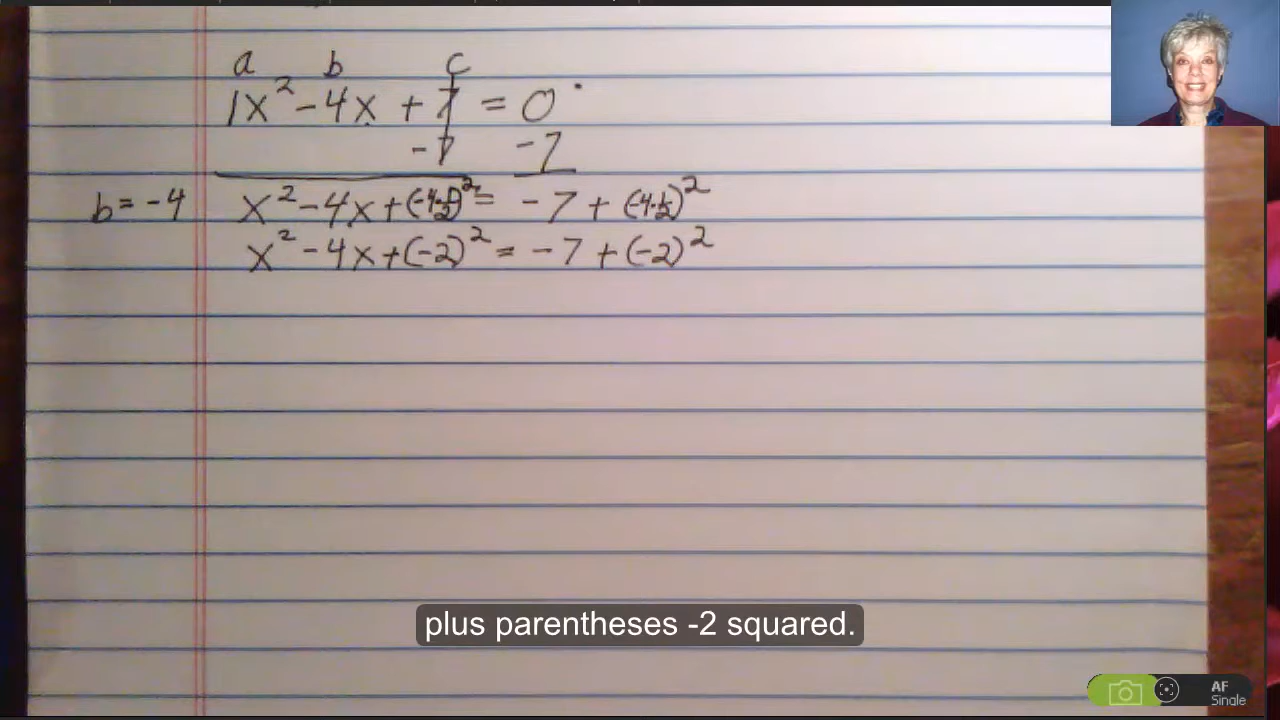 a b c
1x² - 4x + 7 = 0
-7 -7
b = -4 x² - 4x + (-4·½)² = -7 + (-4·½)²
x² - 4x + (-2)² = -7 + (-2)²
plus parentheses -2 squared.
AF
Single